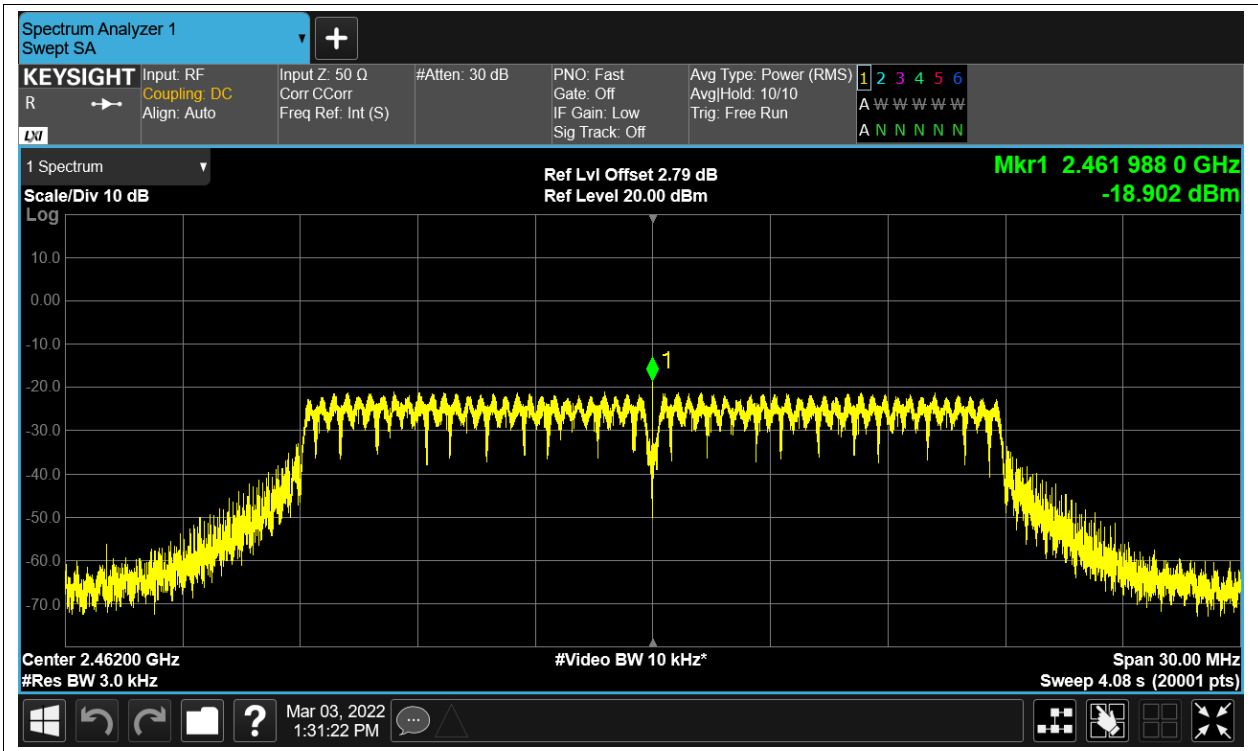 Spectrum Analyzer 1
Swept SA
KEYSIGHT
R
LXI
Input: RF
Coupling: DC
Align: Auto
Input Z: 50 Ω
Corr CCorr
Freq Ref: Int (S)
#Atten: 30 dB
PNO: Fast
Gate: Off
IF Gain: Low
Sig Track: Off
Avg Type: Power (RMS)
Avg|Hold: 10/10
Trig: Free Run
1 2 3 4 5 6
A W W W W W
A N N N N N
1 Spectrum
Scale/Div 10 dB
Log
Ref Lvl Offset 2.79 dB
Ref Level 20.00 dBm
Mkr1 2.461 988 0 GHz
-18.902 dBm
10.0
0.00
-10.0
1
-20.0
-30.0
-40.0
-50.0
-60.0
-70.0
Center 2.46200 GHz
#Video BW 10 kHz*
Span 30.00 MHz
#Res BW 3.0 kHz
Sweep 4.08 s (20001 pts)
?
Mar 03, 2022
1:31:22 PM